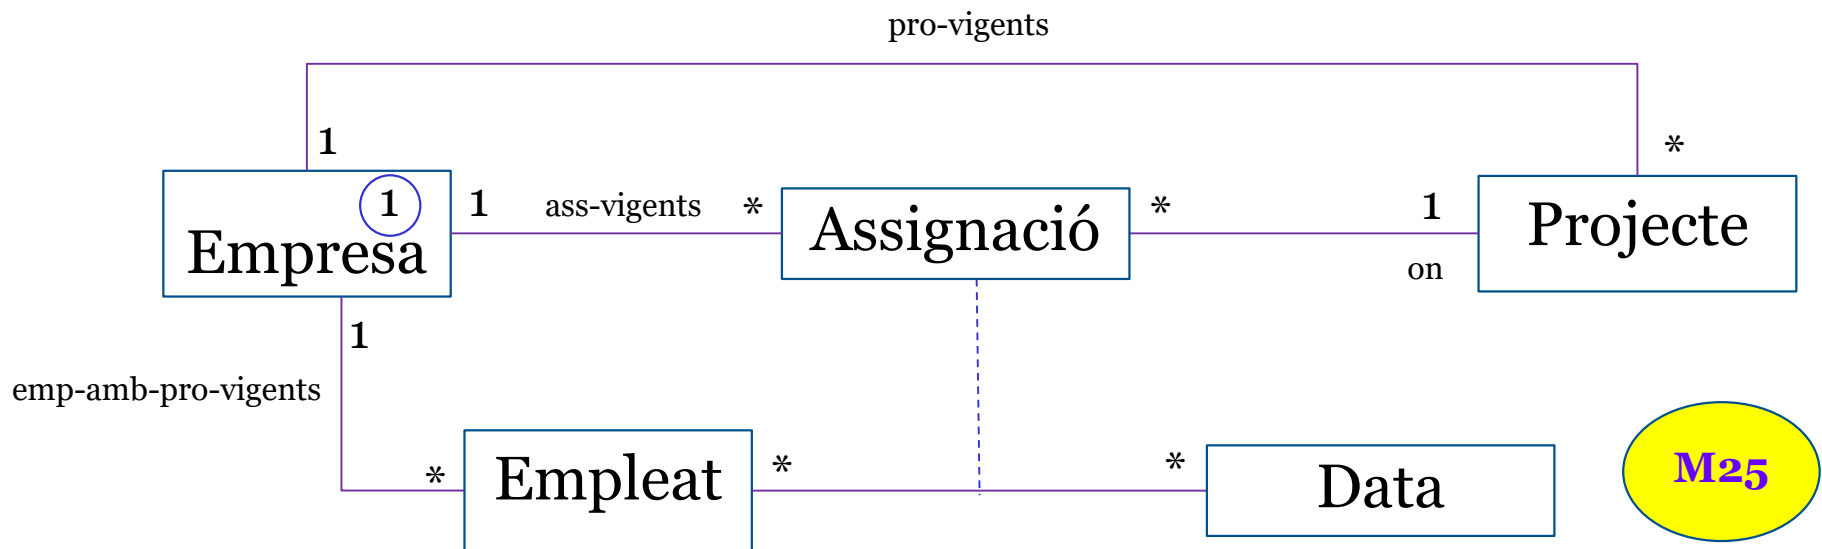 pro-vigents
1
*
1
Empresa
1
ass-vigents
*
Assignació
*
1
on
Projecte
1
emp-amb-pro-vigents
*
Empleat
*
*
Data
M25